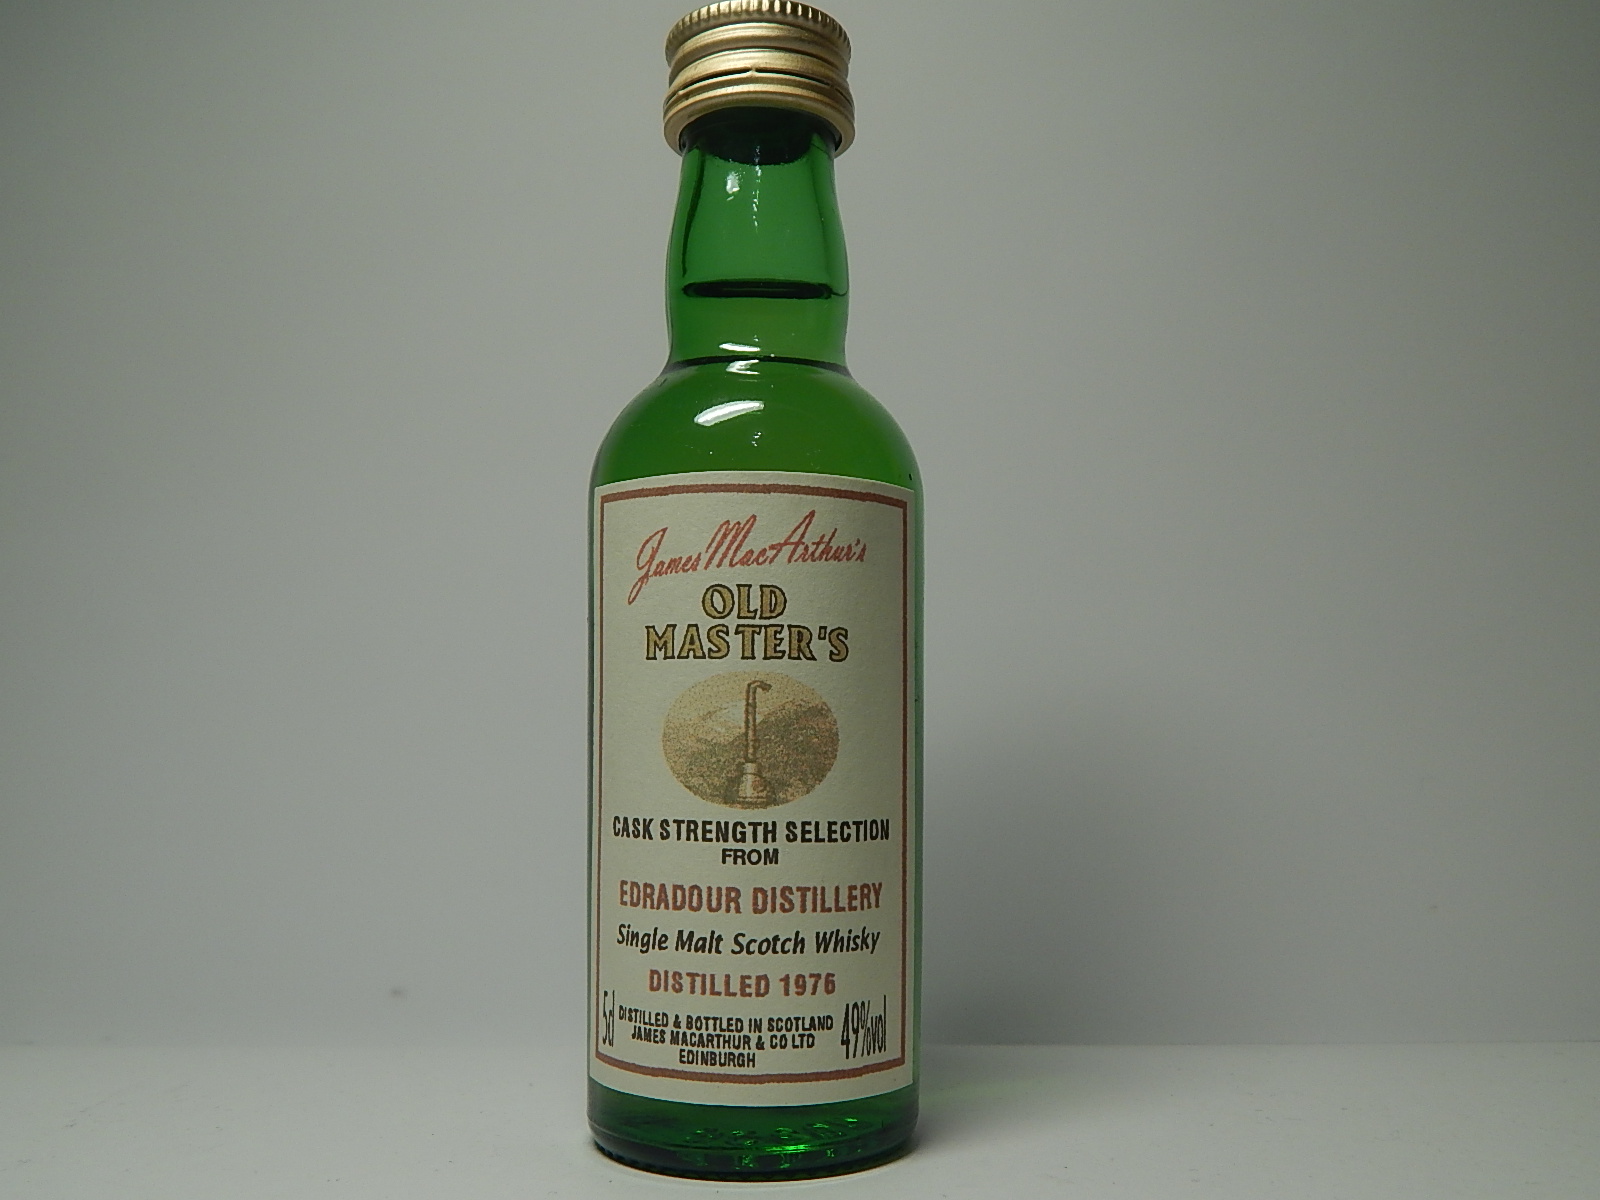 James MacArthur's
OLD
MASTER'S
CASK STRENGTH SELECTION
FROM
EDRADOUR DISTILLERY
Single Malt Scotch Whisky
DISTILLED 1976
5cl
DISTILLED & BOTTLED IN SCOTLAND
JAMES MACARTHUR & CO LTD
EDINBURGH
49%vol